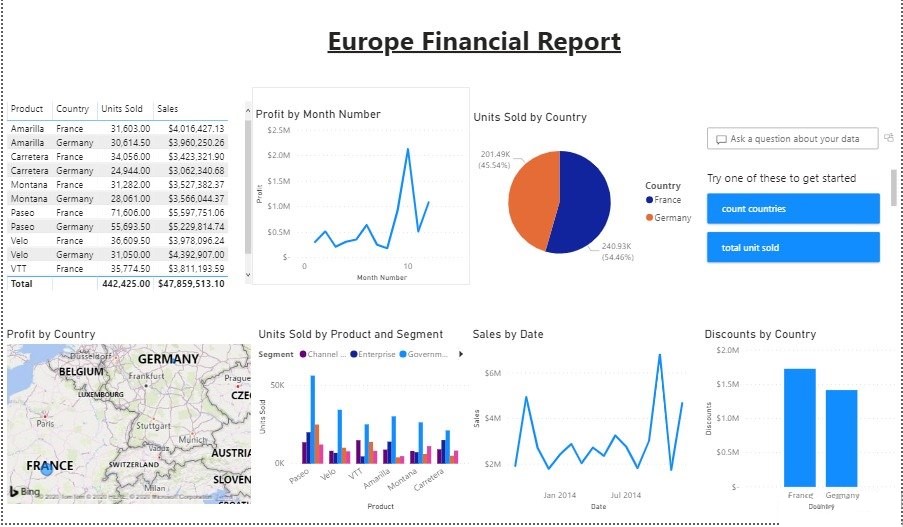 Europe Financial Report
Product Country Units Sold Sales
Amarilla France 31,603.00 $4,016,427.13
Amarilla Germany 30,614.50 $3,960,250.26
Carretera France 34,056.00 $3,423,321.90
Carretera Germany 24,944.00 $3,062,340.68
Montana France 31,282.00 $3,527,382.37
Montana Germany 28,061.00 $3,566,044.37
Paseo France 71,606.00 $5,597,751.06
Paseo Germany 55,693.50 $5,229,814.74
Velo France 36,609.50 $3,978,096.24
Velo Germany 31,050.00 $4,392,907.00
VTT France 35,774.50 $3,811,193.59
Total 442,425.00 $47,859,513.10
Profit by Month Number
$2.5M
$2.0M
$1.5M
$1.0M
$0.5M
$-
Profit
0 10
Month Number
Units Sold by Country
201.49K
(45.54%)
240.93K
(54.46%)
Country
France
Germany
Ask a question about your data
Try one of these to get started
count countries
total unit sold
Profit by Country
GERMANY
BELGIUM
Frankfurt
LUXEMBOURG
Prague
CZE
Paris
Stuttgart
Munich
Vaduz
AUSTRIA
FRANCE
SWITZERLAND
SLOVEN
Milan
Bing
Units Sold by Product and Segment
Segment Channel ... Enterprise Governm...
50K
0K
Units Sold
Paseo Velo VTT Amarilla Montana Carretera
Product
Sales by Date
$6M
$4M
$2M
Sales
Jan 2014 Jul 2014
Date
Discounts by Country
$2.0M
$1.5M
$1.0M
$0.5M
$-
Discounts
France Germany
Country